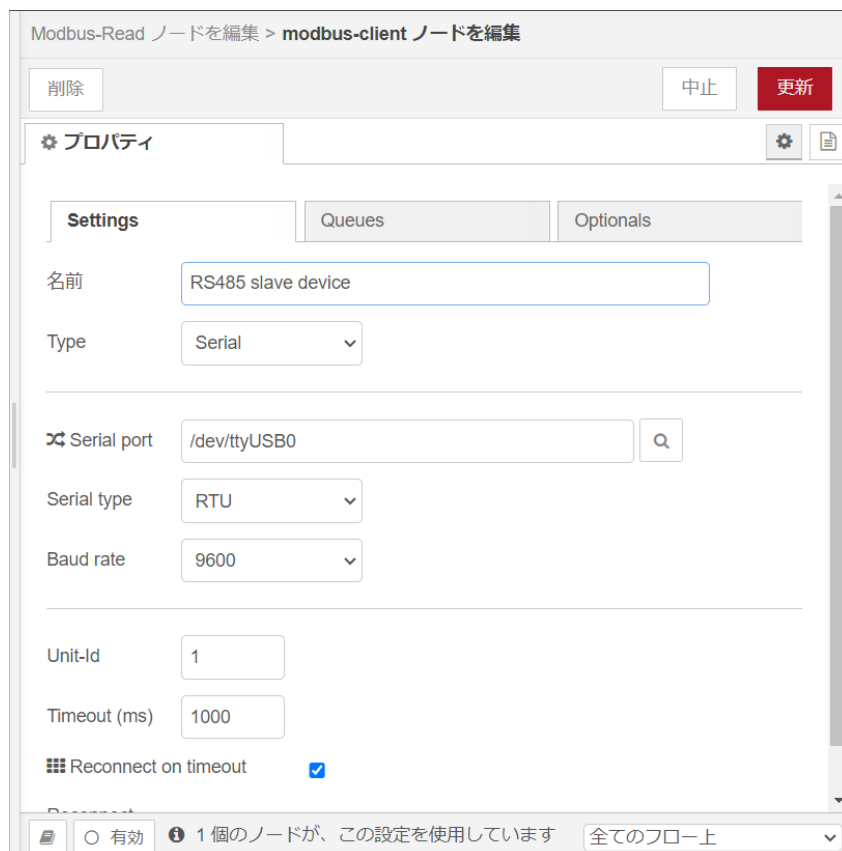 Modbus-Read ノードを編集 > modbus-client ノードを編集
削除 中止 更新
プロパティ
Settings Queues Optionals
名前 RS485 slave device
Type Serial
Serial port /dev/ttyUSB0
Serial type RTU
Baud rate 9600
Unit-Id 1
Timeout (ms) 1000
Reconnect on timeout
有効 1 個のノードが、この設定を使用しています 全てのフロー上